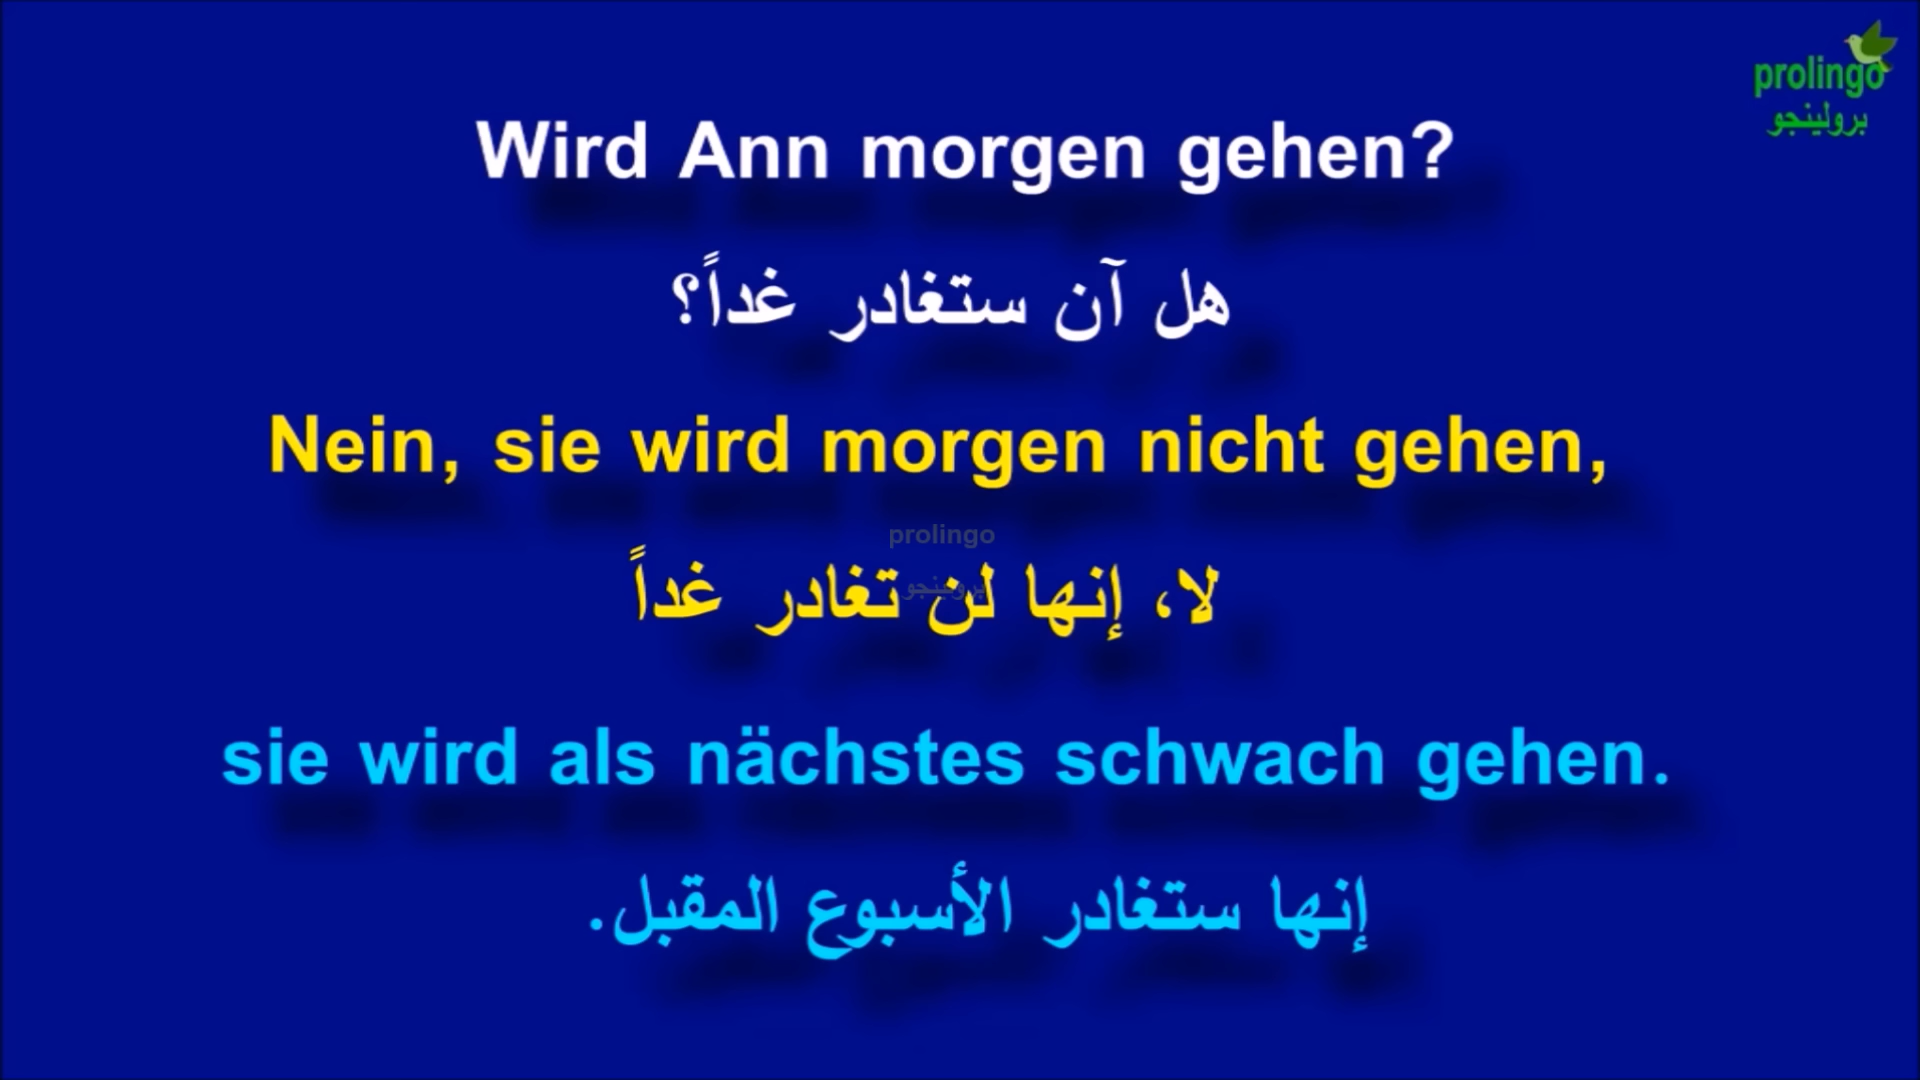 prolingo
برولينجو
Wird Ann morgen gehen?
هل آن ستغادر غداً؟
Nein, sie wird morgen nicht gehen,
prolingo
برولينجو
لا، إنها لن تغادر غداً
sie wird als nächstes schwach gehen.
إنها ستغادر الأسبوع المقبل.